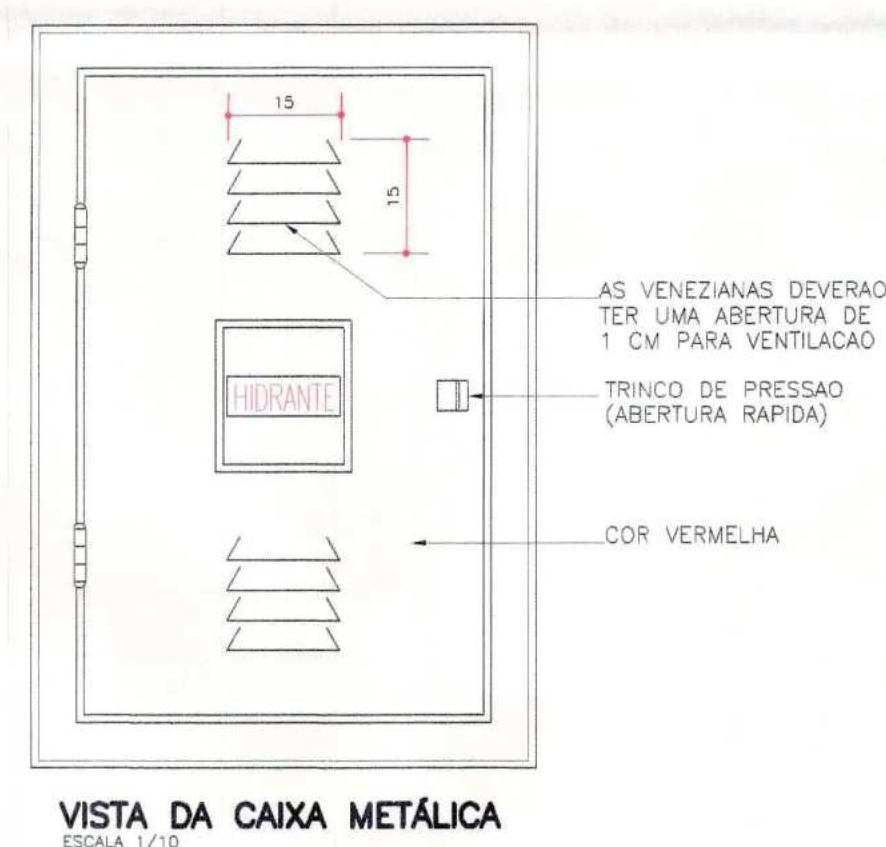 15
15
AS VENEZIANAS DEVERAO
TER UMA ABERTURA DE
1 CM PARA VENTILACAO
HIDRANTE
TRINCO DE PRESSAO
(ABERTURA RAPIDA)
COR VERMELHA
VISTA DA CAIXA METÁLICA
ESCALA 1/10